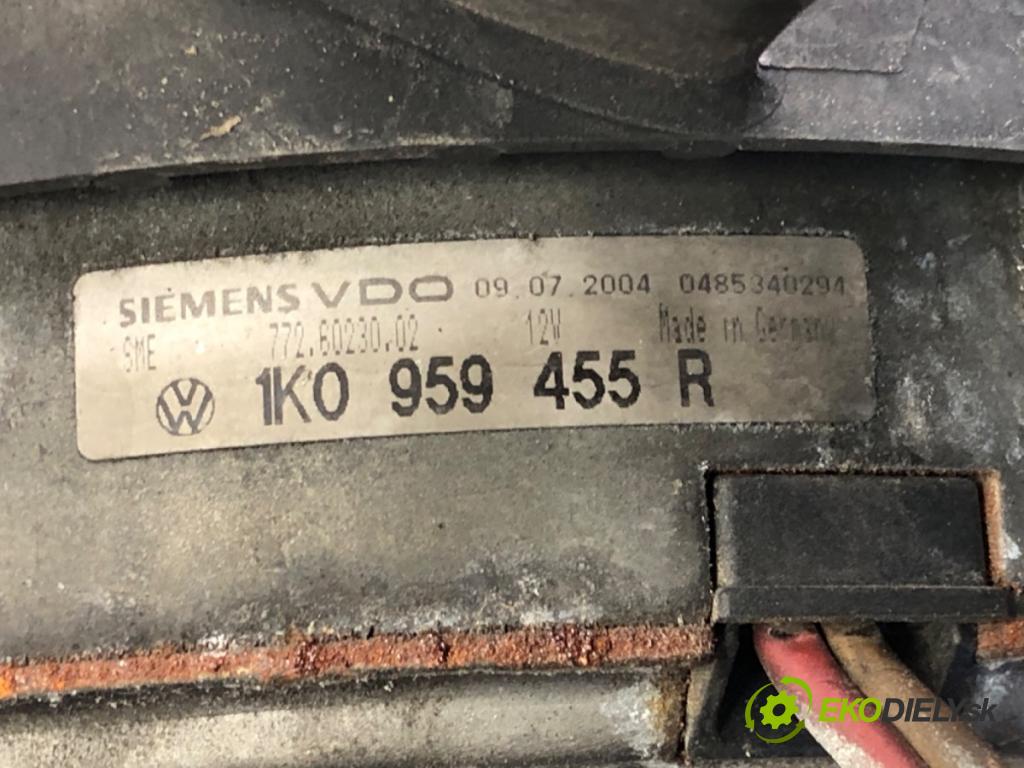 SIEMENS VDO 09.07.2004 0485340294
SME 772.60230.02 12V Made in Germany
VW 1K0 959 455 R
EKODIELY.sk